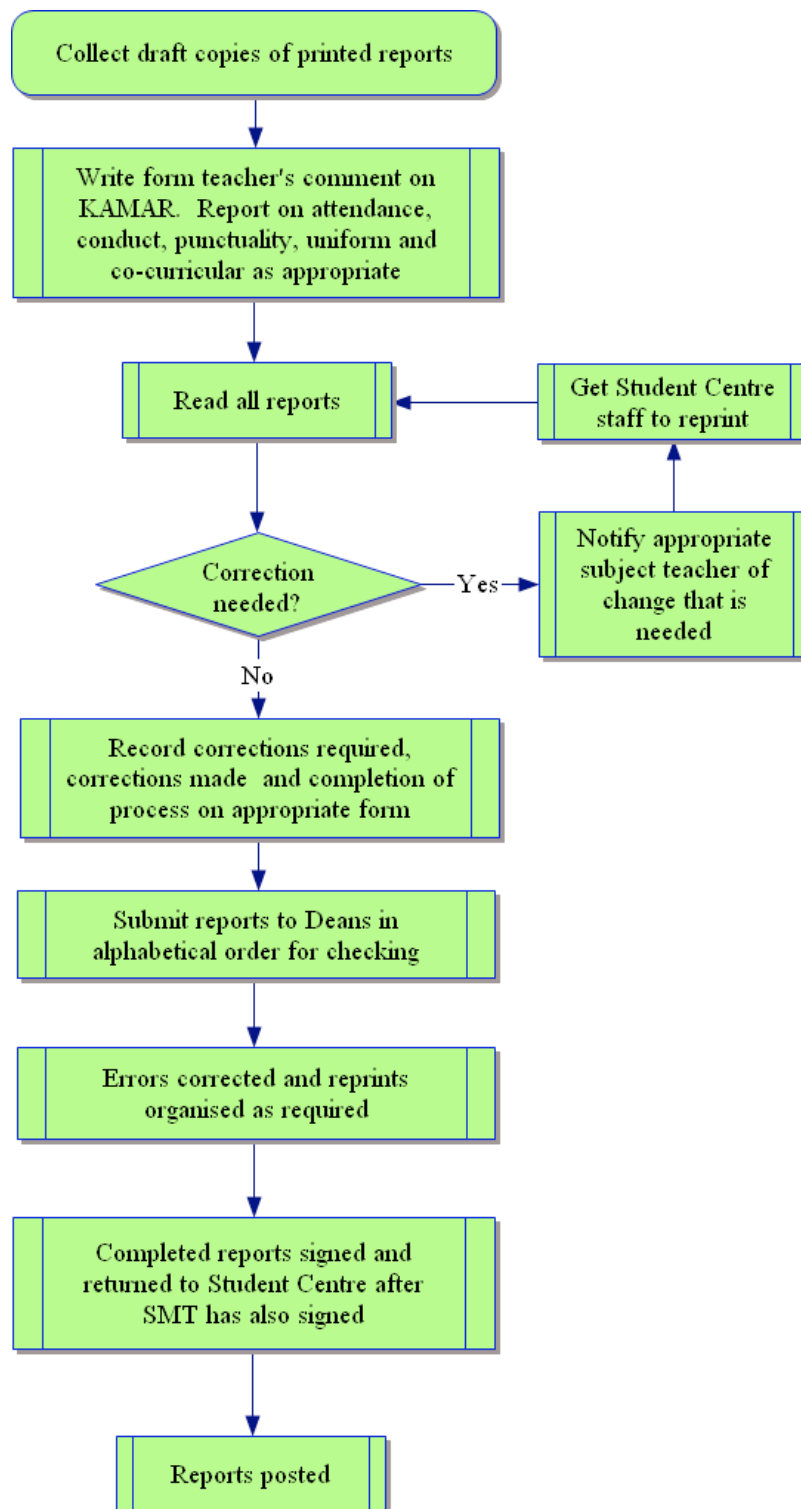 Collect draft copies of printed reports
Write form teacher's comment on
KAMAR.  Report on attendance,
conduct, punctuality, uniform and
co-curricular as appropriate
Read all reports
Get Student Centre
staff to reprint
Correction
needed?
Yes
Notify appropriate
subject teacher of
change that is
needed
No
Record corrections required,
corrections made  and completion of
process on appropriate form
Submit reports to Deans in
alphabetical order for checking
Errors corrected and reprints
organised as required
Completed reports signed and
returned to Student Centre after
SMT has also signed
Reports posted